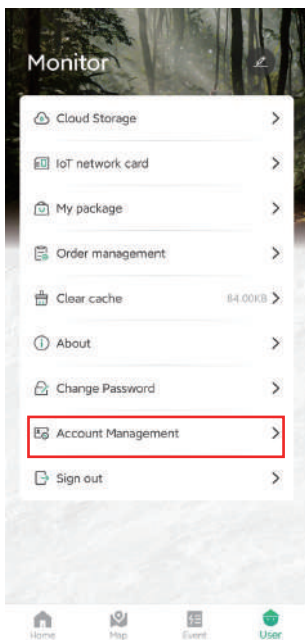 Monitor
Cloud Storage
IoT network card
My package
Order management
Clear cache 84.00KB
About
Change Password
Account Management
Sign out
Home Map Event User